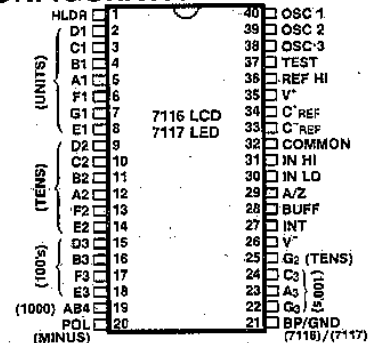 HLDR 1 40 OSC 1
D1 2 39 OSC 2
C1 3 38 OSC 3
B1 4 37 TEST
A1 5 36 REF HI
F1 6 35 V+
G1 7 34 C+REF
E1 8 33 C-REF
D2 9 32 COMMON
C2 10 31 IN HI
B2 11 30 IN LO
A2 12 29 A/Z
F2 13 28 BUFF
E2 14 27 INT
D3 15 26 V-
B3 16 25 G2 (TENS)
F3 17 24 C3
E3 18 23 A3
(1000) AB4 19 22 G3
POL 20 21 BP/GND
(MINUS) (7116)/(7117)
(UNITS)
(TENS)
(100's)
7116 LCD
7117 LED